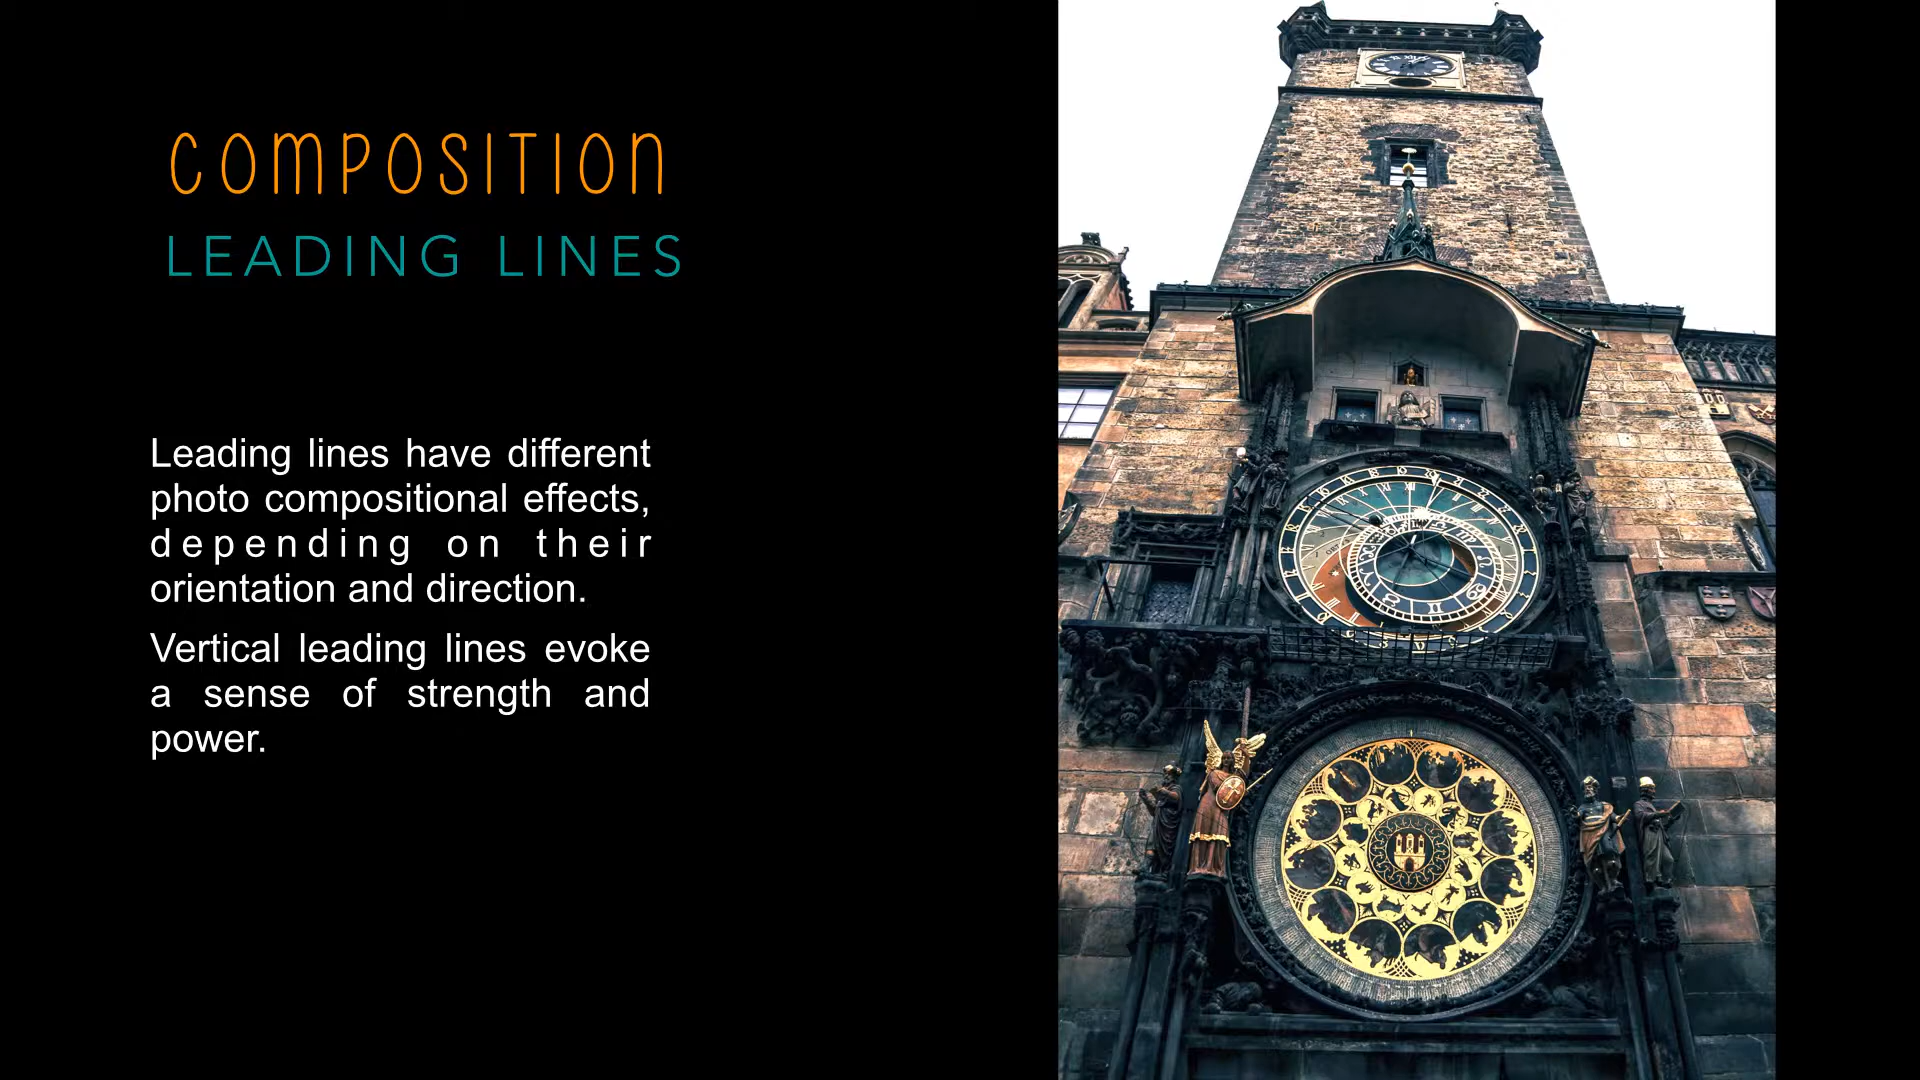 COMPOSITION
LEADING LINES
Leading lines have different
photo compositional effects,
depending on their
orientation and direction.
Vertical leading lines evoke
a sense of strength and
power.